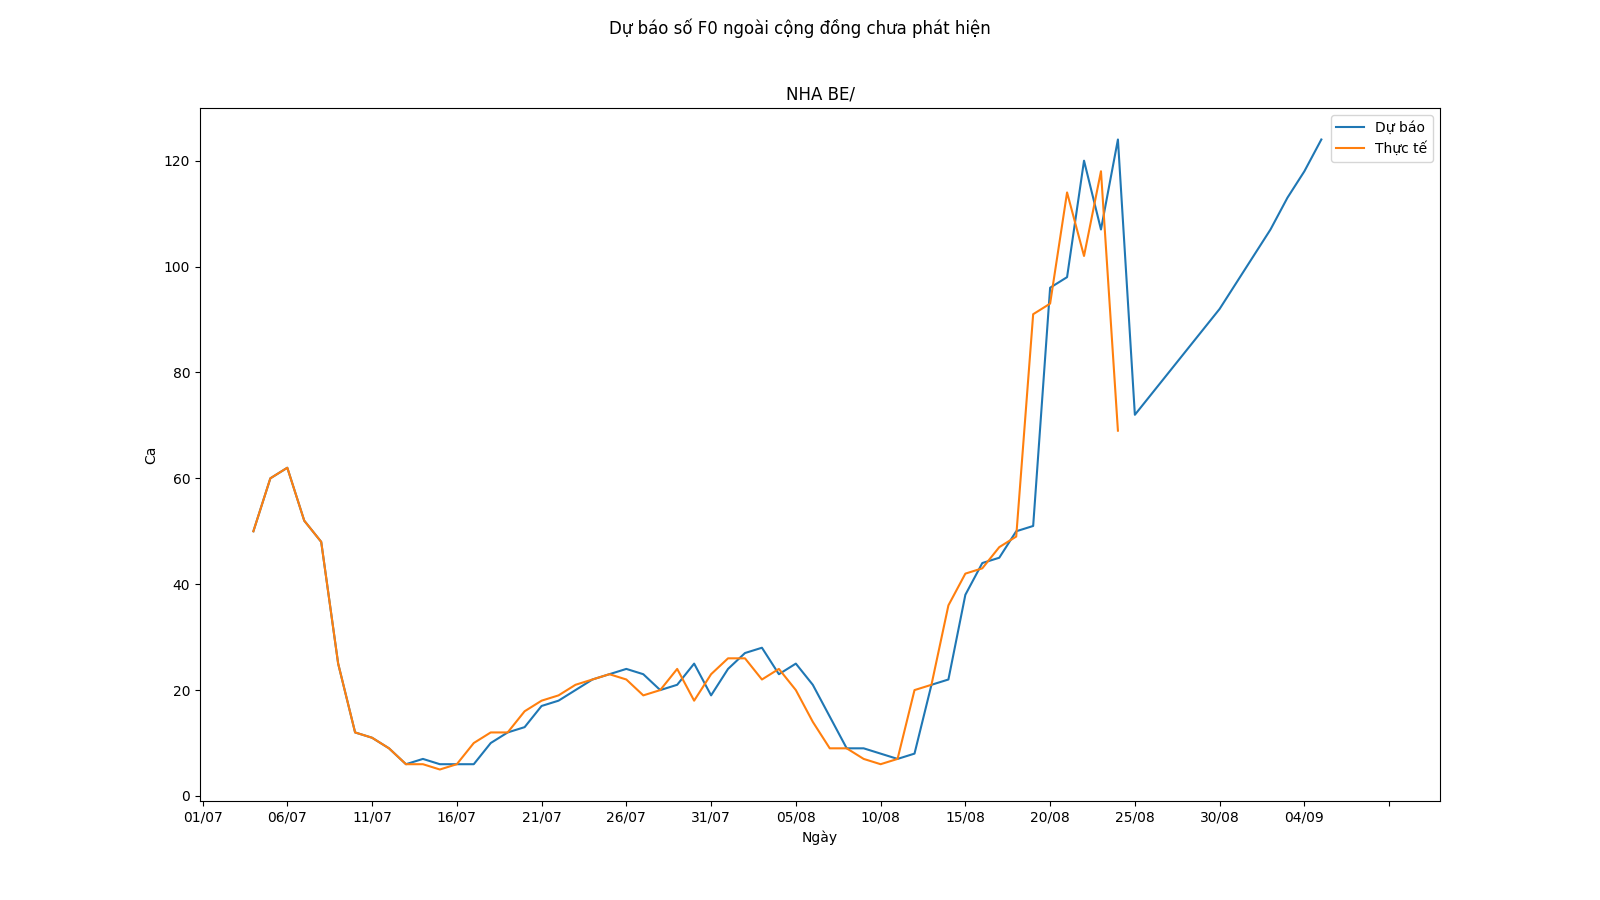 Dự báo số F0 ngoài cộng đồng chưa phát hiện
NHA BE/
Dự báo
Thực tế
120
100
80
60
40
20
0
Ca
01/07 06/07 11/07 16/07 21/07 26/07 31/07 05/08 10/08 15/08 20/08 25/08 30/08 04/09
Ngày